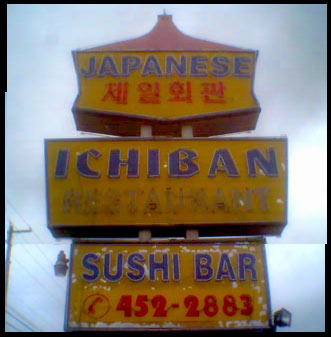 JAPANESE
제일회관
ICHIBAN
RESTAURANT
SUSHI BAR
452-2883